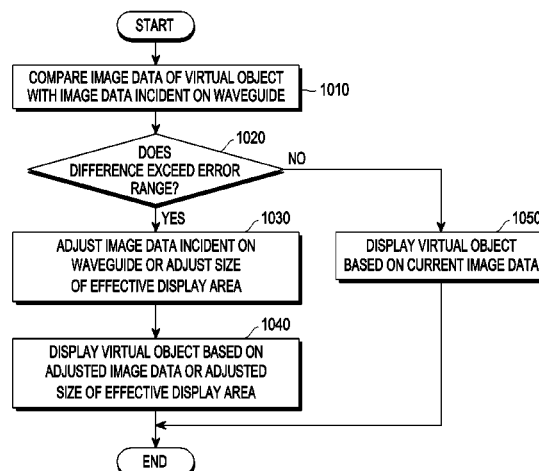 START
COMPARE IMAGE DATA OF VIRTUAL OBJECT
WITH IMAGE DATA INCIDENT ON WAVEGUIDE
1010
1020
DOES
DIFFERENCE EXCEED ERROR
RANGE?
NO
YES
1030
ADJUST IMAGE DATA INCIDENT ON
WAVEGUIDE OR ADJUST SIZE
OF EFFECTIVE DISPLAY AREA
1050
DISPLAY VIRTUAL OBJECT
BASED ON CURRENT IMAGE DATA
1040
DISPLAY VIRTUAL OBJECT BASED ON
ADJUSTED IMAGE DATA OR ADJUSTED
SIZE OF EFFECTIVE DISPLAY AREA
END